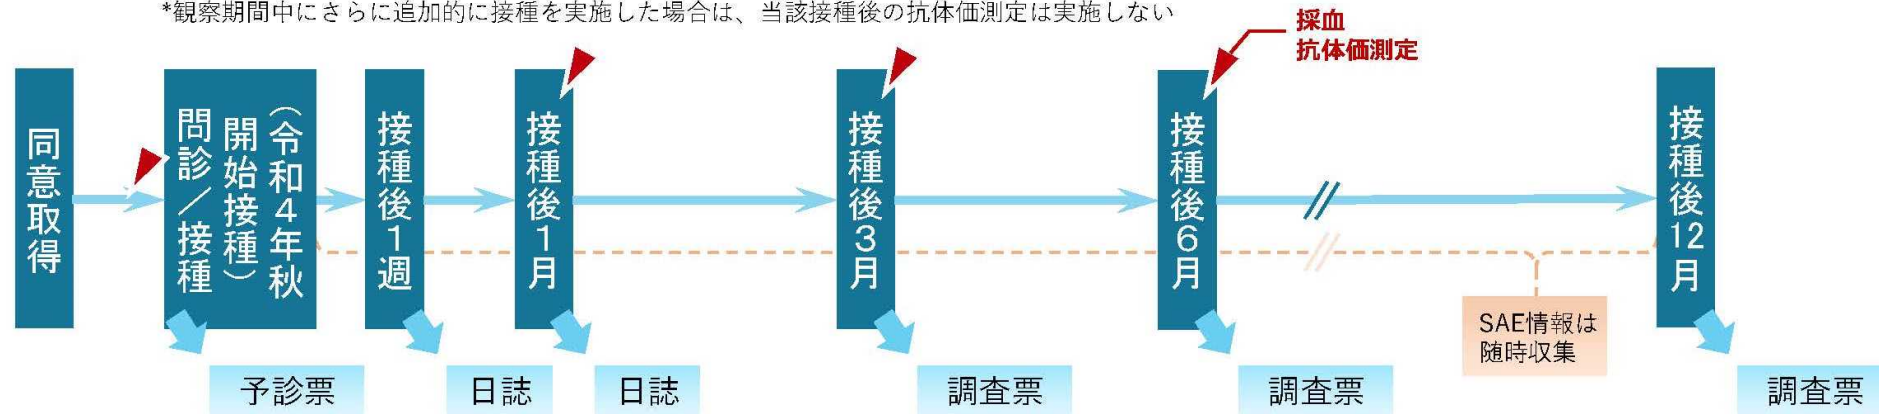 *観察期間中にさらに追加的に接種を実施した場合は、当該接種後の抗体価測定は実施しない
採血
抗体価測定
同意取得
問診／接種
（令和４年秋
開始接種）
接種後１週
接種後１月
接種後３月
接種後６月
接種後12月
SAE情報は
随時収集
予診票
日誌
日誌
調査票
調査票
調査票